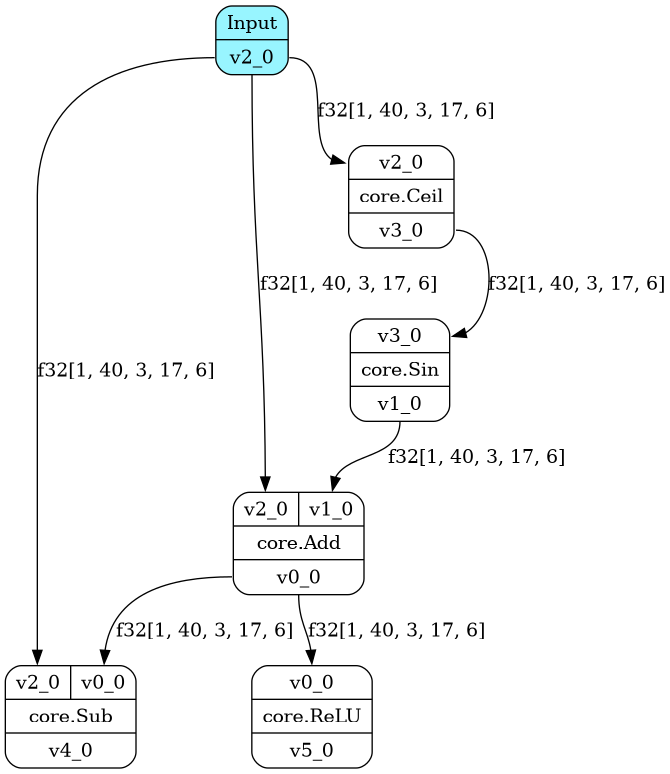 Input
v2_0
f32[1, 40, 3, 17, 6]
v2_0
core.Ceil
v3_0
f32[1, 40, 3, 17, 6]
f32[1, 40, 3, 17, 6]
v3_0
core.Sin
v1_0
f32[1, 40, 3, 17, 6]
f32[1, 40, 3, 17, 6]
v2_0 v1_0
core.Add
v0_0
f32[1, 40, 3, 17, 6]
f32[1, 40, 3, 17, 6]
v2_0 v0_0
core.Sub
v4_0
v0_0
core.ReLU
v5_0